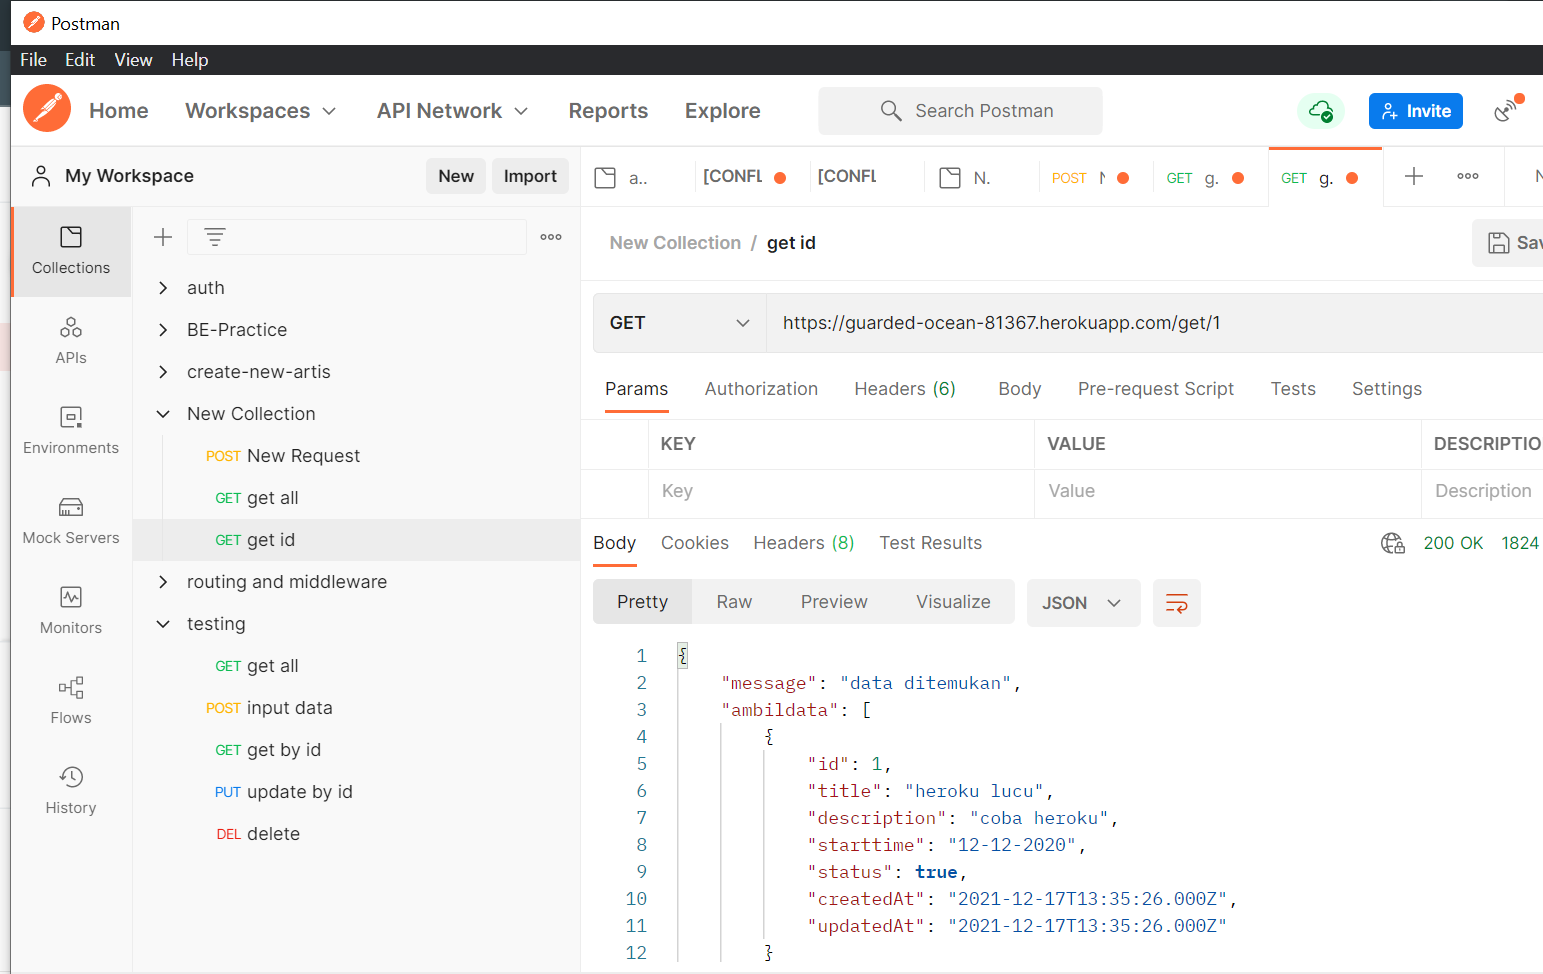 Postman
File Edit View Help
Home Workspaces API Network Reports Explore Search Postman Invite
My Workspace New Import
a.. [CONFL [CONFL N. POST GET g. GET g.
Collections
APIs
Environments
Mock Servers
Monitors
Flows
History
auth
BE-Practice
create-new-artis
New Collection
POST New Request
GET get all
GET get id
routing and middleware
testing
GET get all
POST input data
GET get by id
PUT update by id
DEL delete
New Collection / get id Sav
GET https://guarded-ocean-81367.herokuapp.com/get/1
Params Authorization Headers (6) Body Pre-request Script Tests Settings
KEY VALUE DESCRIPTIO
Key Value Description
Body Cookies Headers (8) Test Results 200 OK 1824
Pretty Raw Preview Visualize JSON
1 {
2 "message": "data ditemukan",
3 "ambildata": [
4 {
5 "id": 1,
6 "title": "heroku lucu",
7 "description": "coba heroku",
8 "starttime": "12-12-2020",
9 "status": true,
10 "createdAt": "2021-12-17T13:35:26.000Z",
11 "updatedAt": "2021-12-17T13:35:26.000Z"
12 }